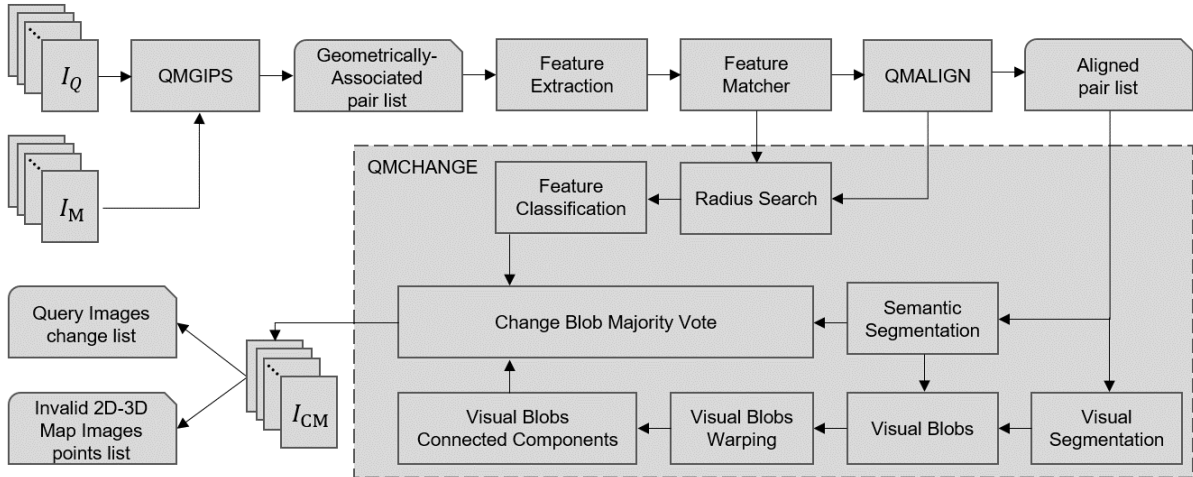 I_Q
QMGIPS
Geometrically-
Associated
pair list
Feature
Extraction
Feature
Matcher
QMALIGN
Aligned
pair list
I_M
QMCHANGE
Feature
Classification
Radius Search
Query Images
change list
Change Blob Majority Vote
Semantic
Segmentation
Invalid 2D-3D
Map Images
points list
I_CM
Visual Blobs
Connected Components
Visual Blobs
Warping
Visual Blobs
Visual
Segmentation